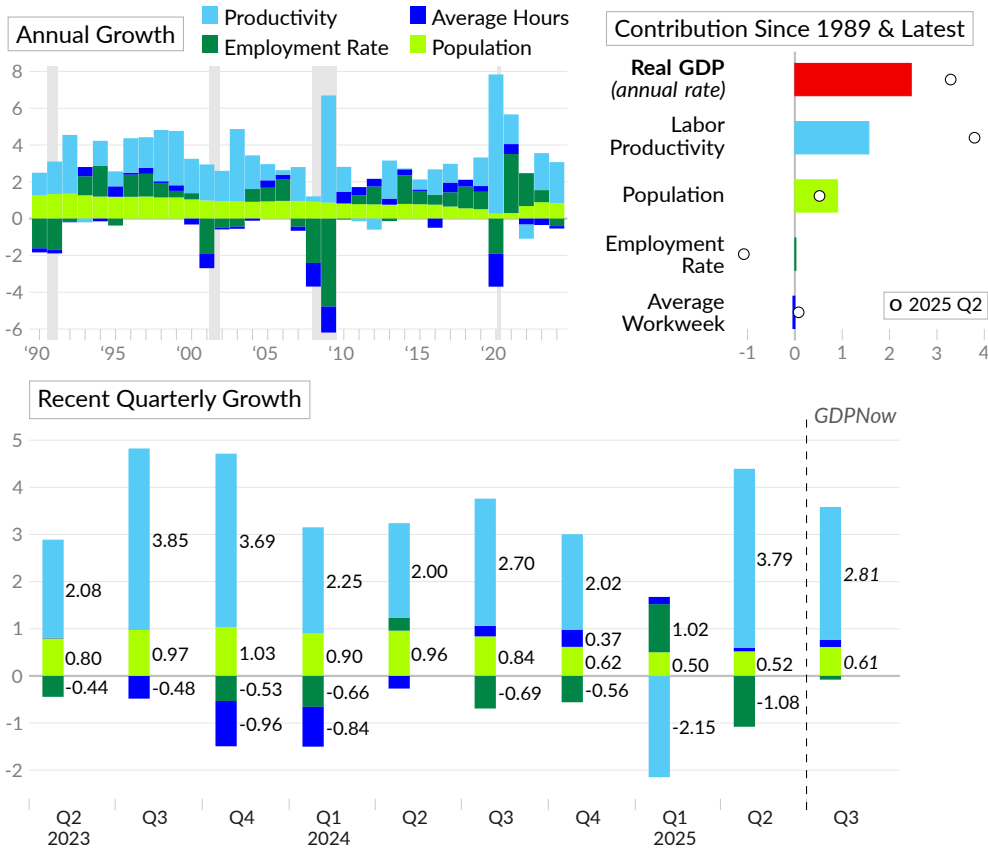 Annual Growth
Productivity
Average Hours
Employment Rate
Population
8
6
4
2
0
-2
-4
-6
'90
'95
'00
'05
'10
'15
'20
Contribution Since 1989 & Latest
Real GDP
(annual rate)
Labor
Productivity
Population
Employment
Rate
Average
Workweek
2025 Q2
-1
0
1
2
3
4
Recent Quarterly Growth
GDPNow
5
4
3
2
1
0
-1
-2
2.08
0.80
-0.44
3.85
0.97
-0.48
3.69
1.03
-0.53
-0.96
2.25
0.90
-0.66
-0.84
2.00
0.96
2.70
0.84
-0.69
2.02
0.37
0.62
-0.56
1.02
0.50
-2.15
3.79
0.52
-1.08
2.81
0.61
Q2
2023
Q3
Q4
Q1
2024
Q2
Q3
Q4
Q1
2025
Q2
Q3